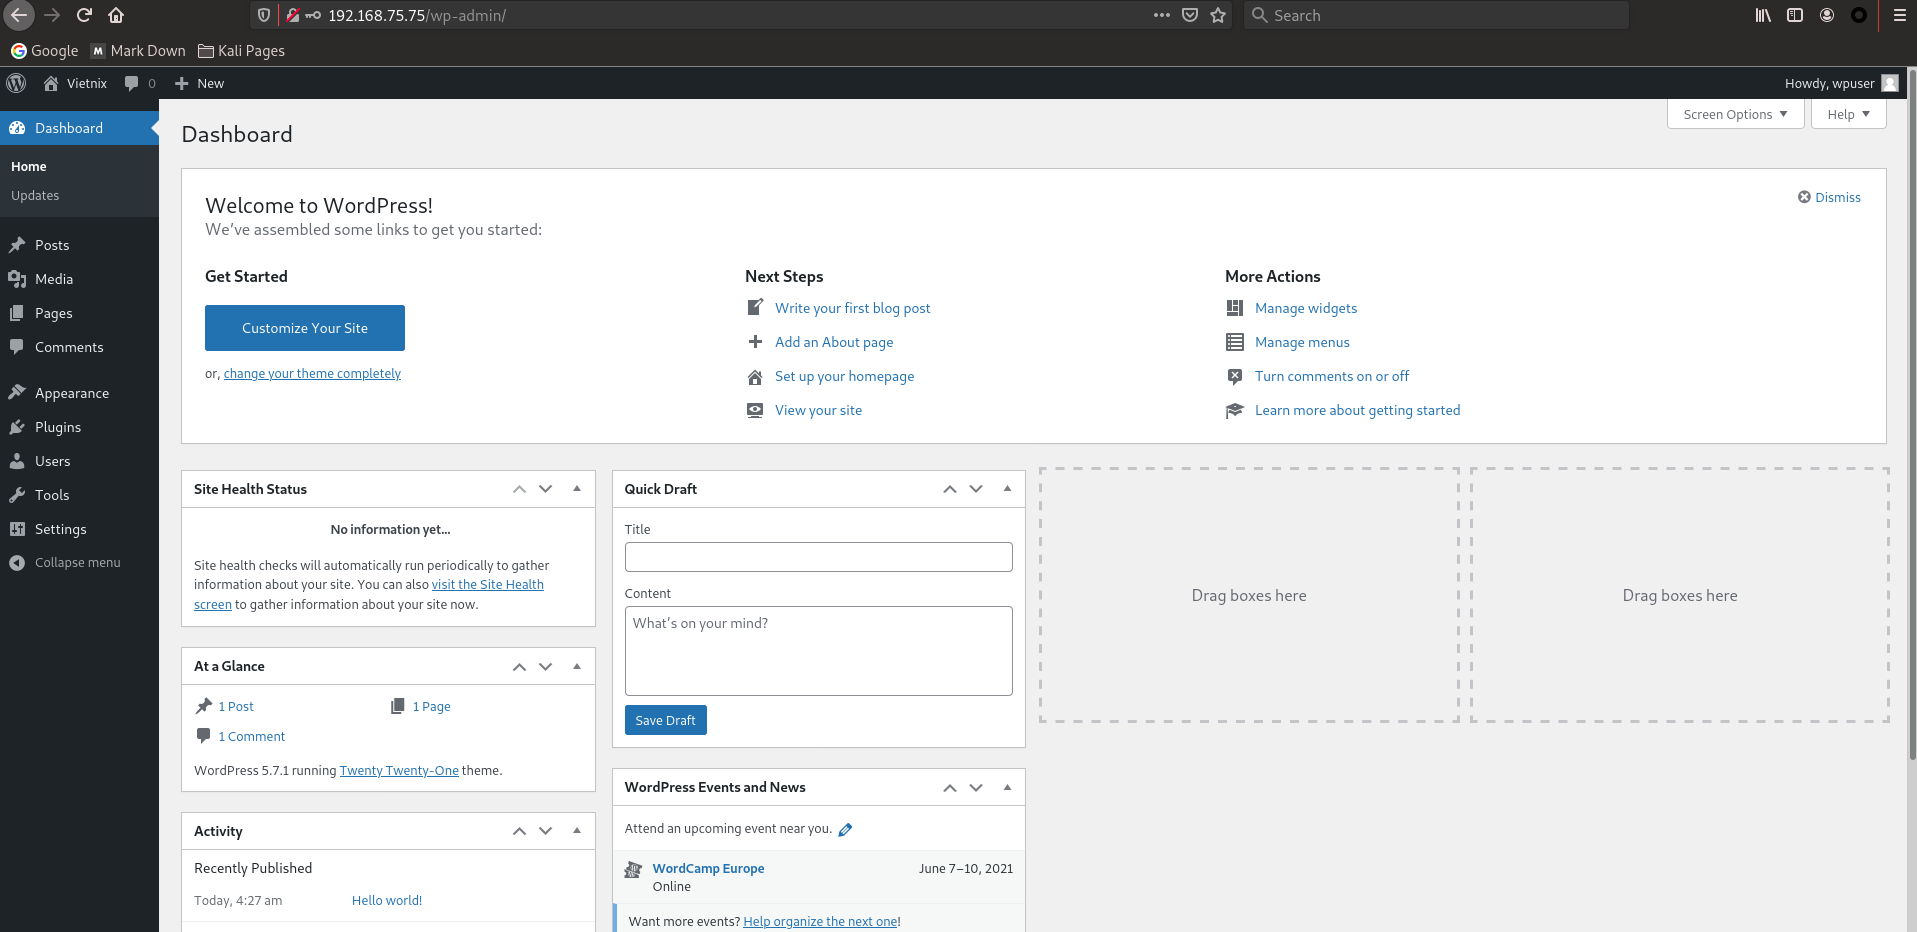 192.168.75.75/wp-admin/
Search
Google
M Mark Down
Kali Pages
Vietnix
0
New
Howdy, wpuser
Dashboard
Home
Updates
Posts
Media
Pages
Comments
Appearance
Plugins
Users
Tools
Settings
Collapse menu
Dashboard
Screen Options
Help
Welcome to WordPress!
We've assembled some links to get you started:
Dismiss
Get Started
Customize Your Site
or, change your theme completely
Next Steps
Write your first blog post
Add an About page
Set up your homepage
View your site
More Actions
Manage widgets
Manage menus
Turn comments on or off
Learn more about getting started
Site Health Status
No information yet...
Site health checks will automatically run periodically to gather
information about your site. You can also visit the Site Health
screen to gather information about your site now.
At a Glance
1 Post
1 Page
1 Comment
WordPress 5.7.1 running Twenty Twenty-One theme.
Activity
Recently Published
Today, 4:27 am
Hello world!
Quick Draft
Title
Content
What's on your mind?
Save Draft
WordPress Events and News
Attend an upcoming event near you.
WordCamp Europe
June 7–10, 2021
Online
Want more events? Help organize the next one!
Drag boxes here
Drag boxes here